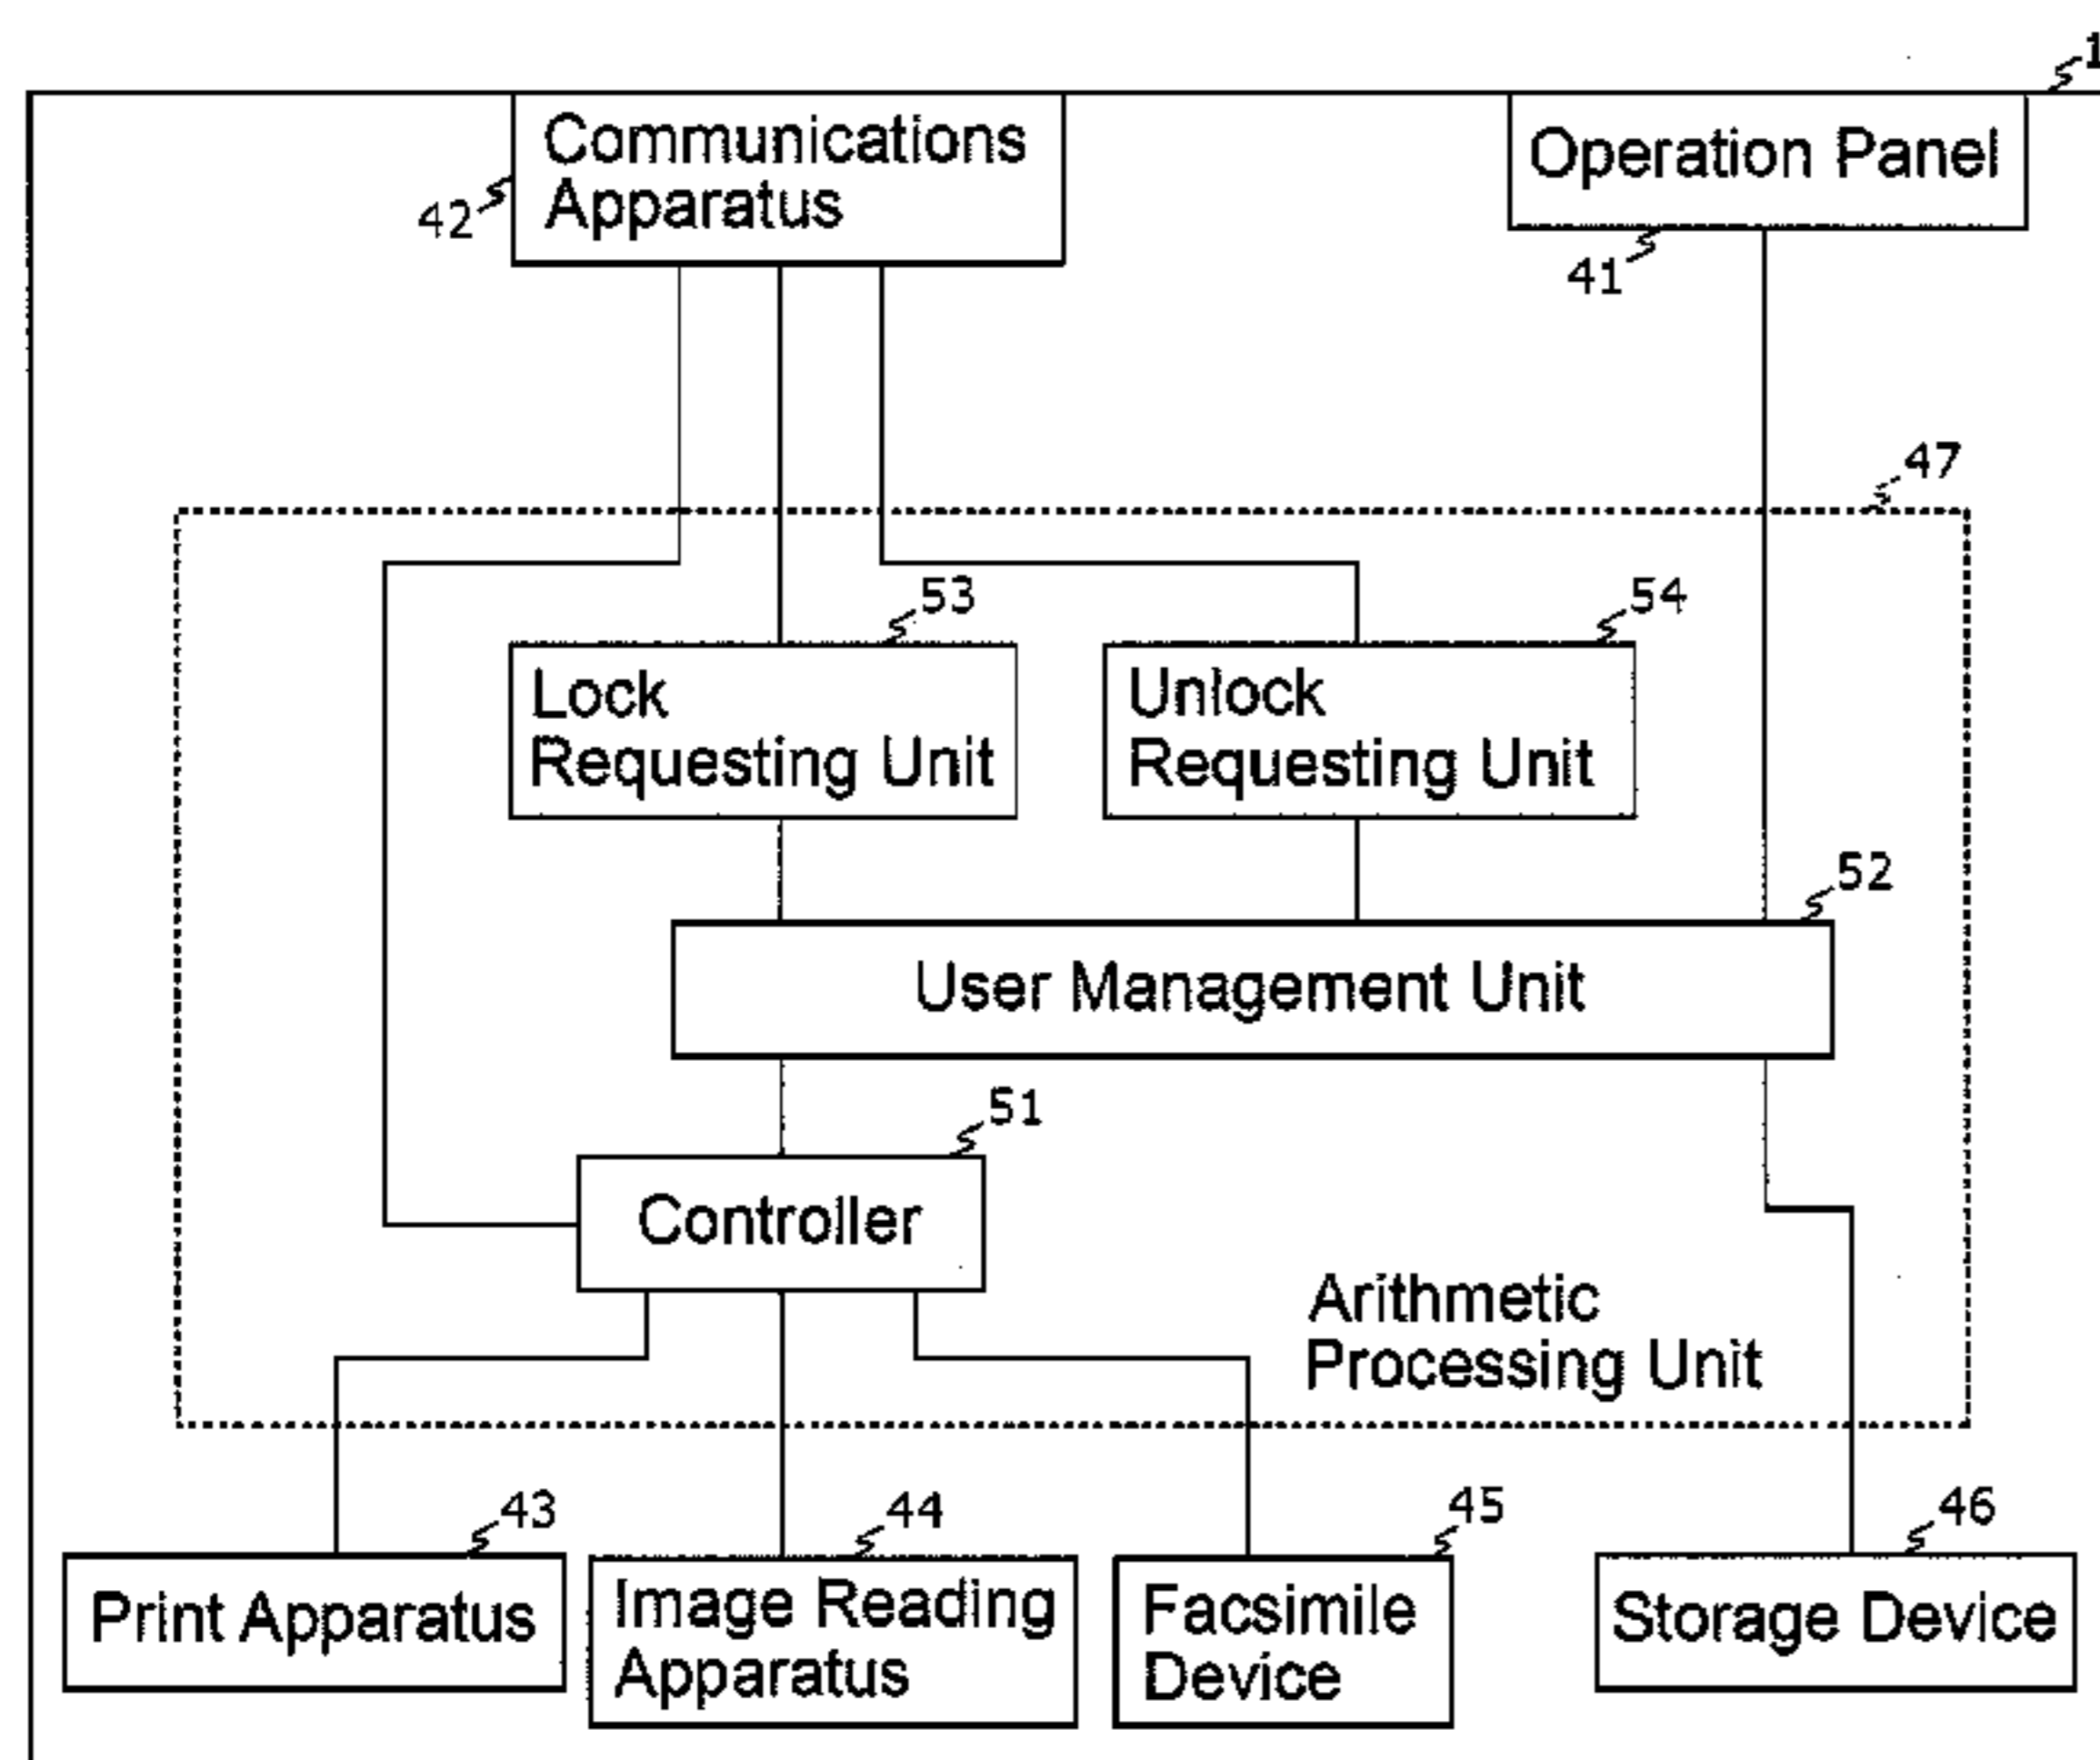 1
Communications
Apparatus
42
Operation Panel
41
47
53
54
Lock
Requesting Unit
Unlock
Requesting Unit
52
User Management Unit
51
Controller
Arithmetic
Processing Unit
43
44
45
46
Print Apparatus
Image Reading
Apparatus
Facsimile
Device
Storage Device